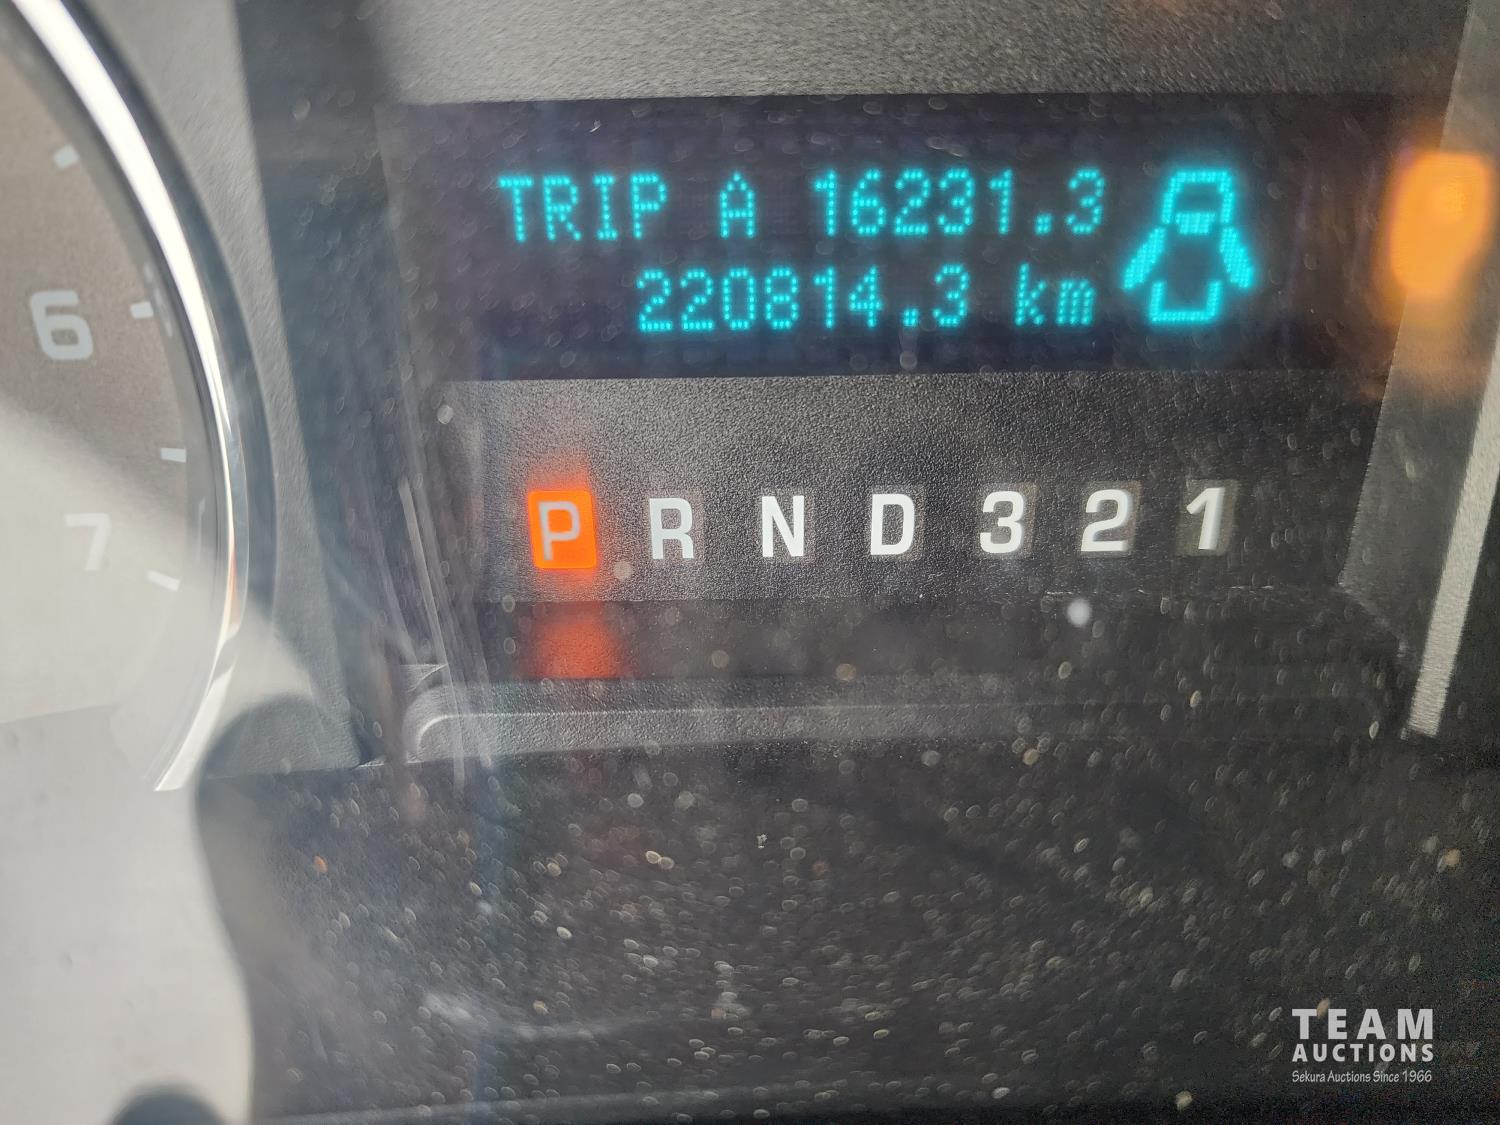 TRIP A 16231.3
220814.3 km
6
P R N D 3 2 1
7
TEAM
AUCTIONS
Sekura Auctions Since 1966